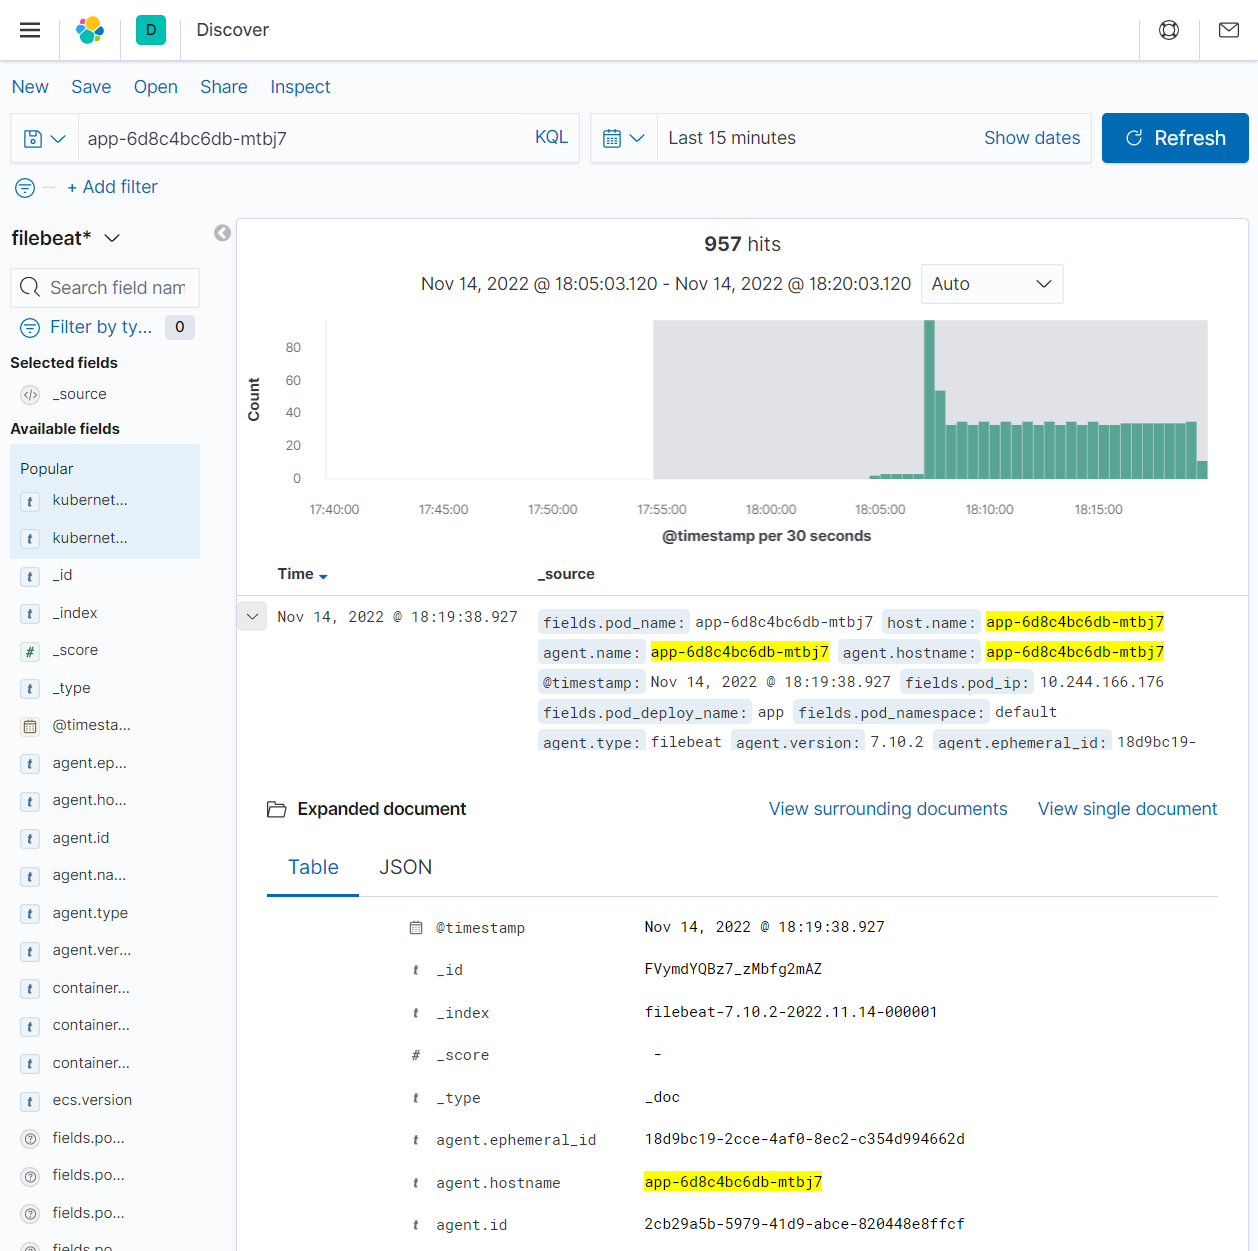 D Discover
New Save Open Share Inspect
app-6d8c4bc6db-mtbj7 KQL Last 15 minutes Show dates Refresh
+ Add filter
filebeat*
Search field nam
Filter by ty... 0
Selected fields
_source
Available fields
Popular
t kubernet...
t kubernet...
t _id
t _index
# _score
t _type
@timesta...
t agent.ep...
t agent.ho...
t agent.id
t agent.na...
t agent.type
t agent.ver...
t container...
t container...
t container...
t ecs.version
fields.po...
fields.po...
fields.po...
fields.po
957 hits
Nov 14, 2022 @ 18:05:03.120 - Nov 14, 2022 @ 18:20:03.120 Auto
Count
80
60
40
20
0
17:40:00 17:45:00 17:50:00 17:55:00 18:00:00 18:05:00 18:10:00 18:15:00
@timestamp per 30 seconds
Time _source
Nov 14, 2022 @ 18:19:38.927 fields.pod_name: app-6d8c4bc6db-mtbj7 host.name: app-6d8c4bc6db-mtbj7
agent.name: app-6d8c4bc6db-mtbj7 agent.hostname: app-6d8c4bc6db-mtbj7
@timestamp: Nov 14, 2022 @ 18:19:38.927 fields.pod_ip: 10.244.166.176
fields.pod_deploy_name: app fields.pod_namespace: default
agent.type: filebeat agent.version: 7.10.2 agent.ephemeral_id: 18d9bc19-
Expanded document View surrounding documents View single document
Table JSON
@timestamp Nov 14, 2022 @ 18:19:38.927
t _id FVymdYQBz7_zMbfg2mAZ
t _index filebeat-7.10.2-2022.11.14-000001
# _score -
t _type _doc
t agent.ephemeral_id 18d9bc19-2cce-4af0-8ec2-c354d994662d
t agent.hostname app-6d8c4bc6db-mtbj7
t agent.id 2cb29a5b-5979-41d9-abce-820448e8ffcf